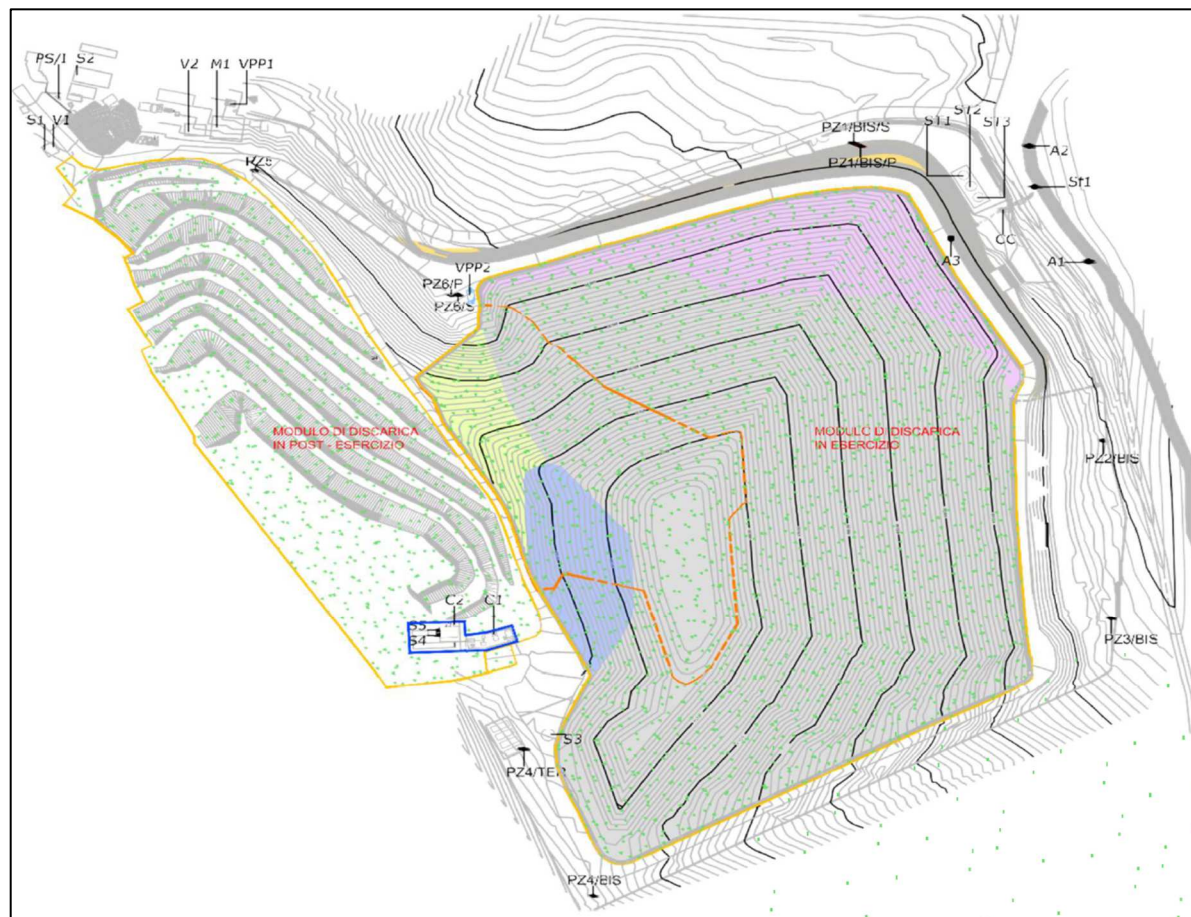 PS/1 S2
V2 M1 VPP1
S1 V1
PZ5
PZ1/BIS/S
PZ1/BIS/P
ST1
ST2
ST3
A2
Sf1
CC
A3
A1
VPP2
PZ6/P
PZ6/S
MODULO DI DISCARICA
IN POST - ESERCIZIO
MODULO DI DISCARICA
IN ESERCIZIO
PZ2/BIS
C2 C1
S5
S4
PZ3/BIS
S3
PZ4/TER
PZ4/BIS